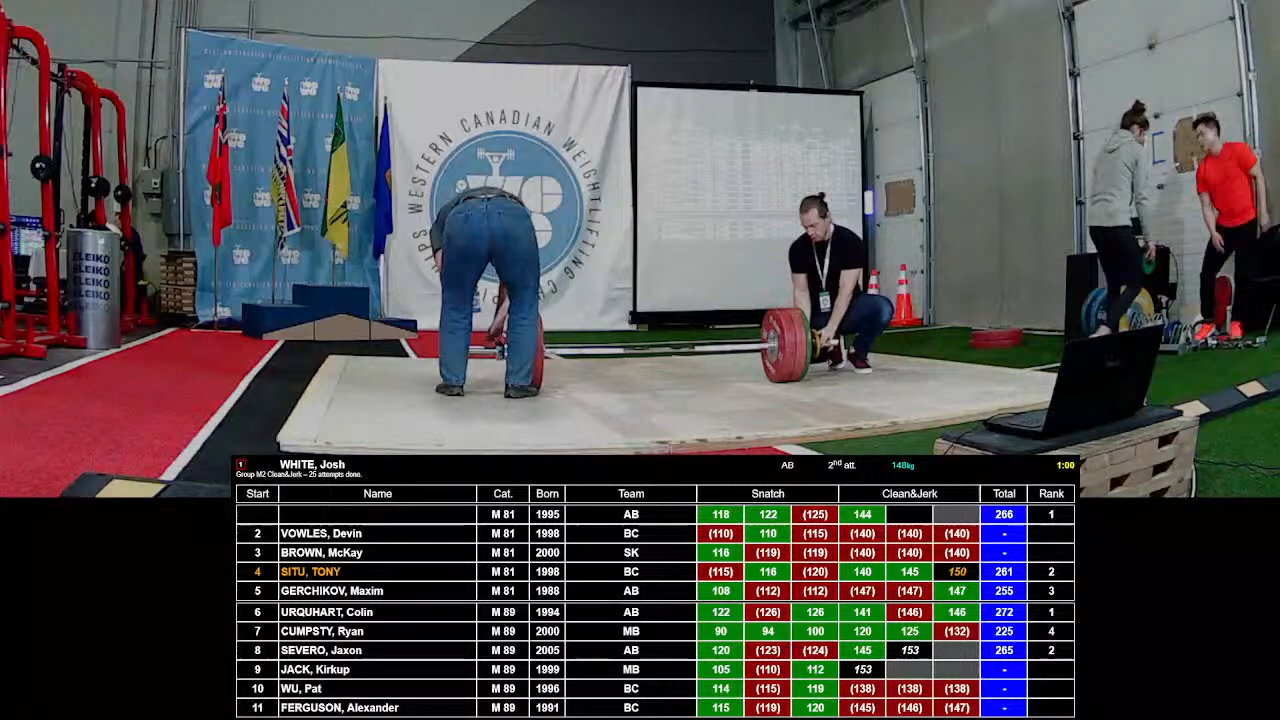 WESTERN CANADIAN WEIGHTLIFTING CHAMPIONSHIPS
ELEIKO
ELEIKO
ELEIKO
ELEIKO
1 WHITE, Josh AB 2nd att. 148kg 1:00
Group M2 Clean&Jerk – 25 attempts done.
Start Name Cat. Born Team Snatch Clean&Jerk Total Rank
M 81 1995 AB 118 122 (125) 144 266 1
2 VOWLES, Devin M 81 1998 BC (110) 110 (115) (140) (140) (140) -
3 BROWN, McKay M 81 2000 SK 116 (119) (119) (140) (140) (140) -
4 SITU, TONY M 81 1998 BC (115) 116 (120) 140 145 150 261 2
5 GERCHIKOV, Maxim M 81 1988 AB 108 (112) (112) (147) (147) 147 255 3
6 URQUHART, Colin M 89 1994 AB 122 (126) 126 141 (146) 146 272 1
7 CUMPSTY, Ryan M 89 2000 MB 90 94 100 120 125 (132) 225 4
8 SEVERO, Jaxon M 89 2005 AB 120 (123) (124) 145 153 265 2
9 JACK, Kirkup M 89 1999 MB 105 (110) 112 153 -
10 WU, Pat M 89 1996 BC 114 (115) 119 (138) (138) (138) -
11 FERGUSON, Alexander M 89 1991 BC 115 (119) 120 (145) (146) (147) -